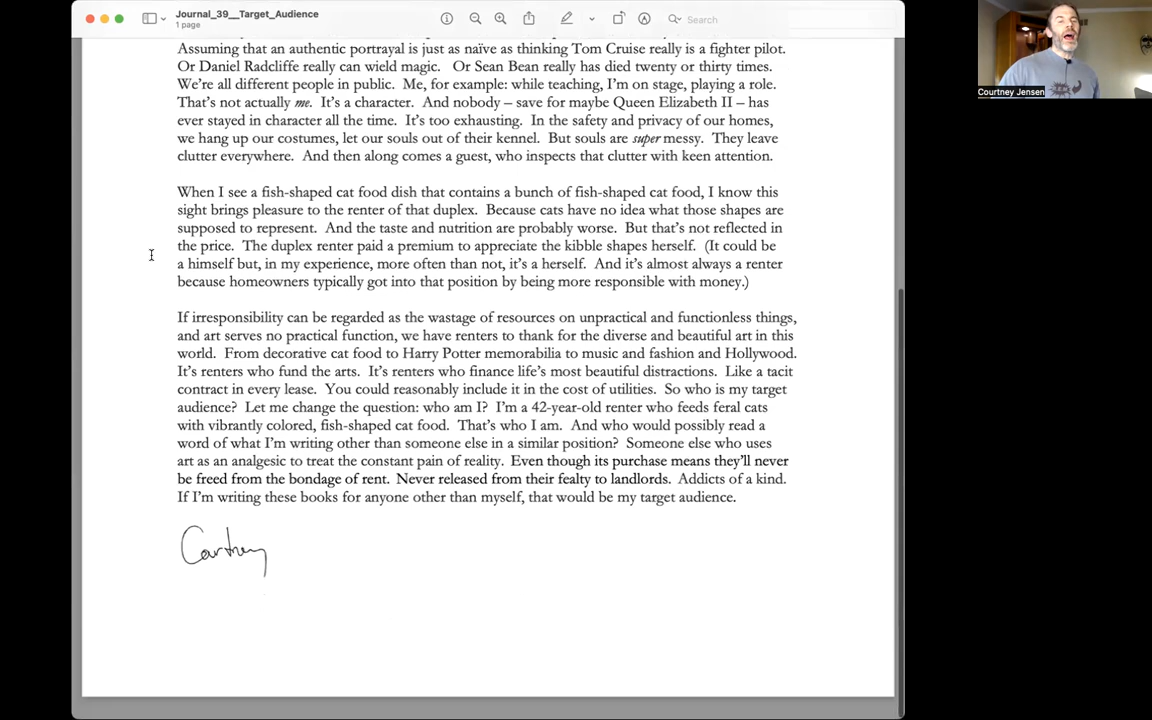 Journal_39__Target_Audience
1 page
Search
Courtney Jensen
Assuming that an authentic portrayal is just as naïve as thinking Tom Cruise really is a fighter pilot.
Or Daniel Radcliffe really can wield magic.  Or Sean Bean really has died twenty or thirty times.
We're all different people in public.  Me, for example: while teaching, I'm on stage, playing a role.
That's not actually me.  It's a character.  And nobody – save for maybe Queen Elizabeth II – has
ever stayed in character all the time.  It's too exhausting.  In the safety and privacy of our homes,
we hang up our costumes, let our souls out of their kennel.  But souls are super messy.  They leave
clutter everywhere.  And then along comes a guest, who inspects that clutter with keen attention.
When I see a fish-shaped cat food dish that contains a bunch of fish-shaped cat food, I know this
sight brings pleasure to the renter of that duplex.  Because cats have no idea what those shapes are
supposed to represent.  And the taste and nutrition are probably worse.  But that's not reflected in
the price.  The duplex renter paid a premium to appreciate the kibble shapes herself.  (It could be
a himself but, in my experience, more often than not, it's a herself.  And it's almost always a renter
because homeowners typically got into that position by being more responsible with money.)
If irresponsibility can be regarded as the wastage of resources on unpractical and functionless things,
and art serves no practical function, we have renters to thank for the diverse and beautiful art in this
world.  From decorative cat food to Harry Potter memorabilia to music and fashion and Hollywood.
It's renters who fund the arts.  It's renters who finance life's most beautiful distractions.  Like a tacit
contract in every lease.  You could reasonably include it in the cost of utilities.  So who is my target
audience?  Let me change the question: who am I?  I'm a 42-year-old renter who feeds feral cats
with vibrantly colored, fish-shaped cat food.  That's who I am.  And who would possibly read a
word of what I'm writing other than someone else in a similar position?  Someone else who uses
art as an analgesic to treat the constant pain of reality.  Even though its purchase means they'll never
be freed from the bondage of rent.  Never released from their fealty to landlords.  Addicts of a kind.
If I'm writing these books for anyone other than myself, that would be my target audience.
Courtney